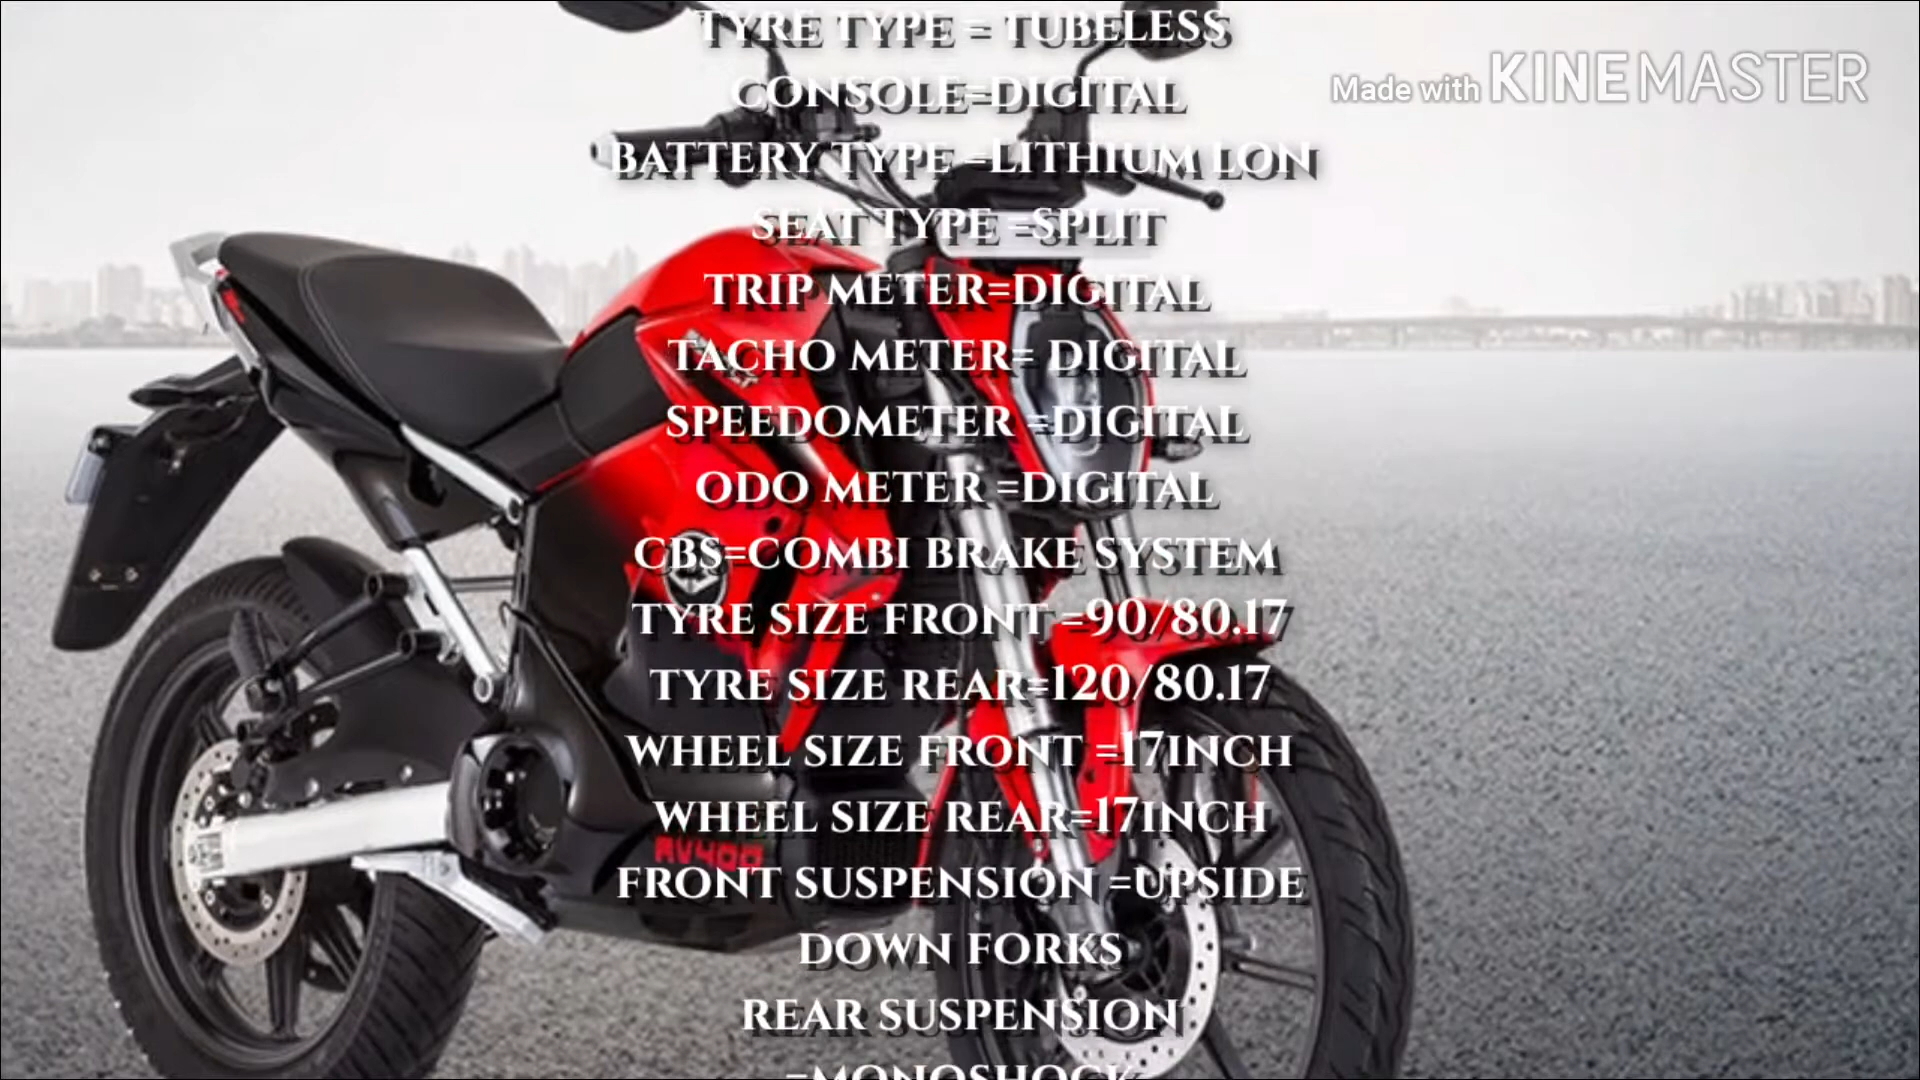 TYRE TYPE = TUBELESS
Made with KINEMASTER
CONSOLE=DIGITAL
BATTERY TYPE =LITHIUM LON
SEAT TYPE =SPLIT
TRIP METER=DIGITAL
TACHO METER= DIGITAL
SPEEDOMETER =DIGITAL
ODO METER =DIGITAL
CBS=COMBI BRAKE SYSTEM
TYRE SIZE FRONT =90/80.17
TYRE SIZE REAR=120/80.17
WHEEL SIZE FRONT =17INCH
WHEEL SIZE REAR=17INCH
RV400
FRONT SUSPENSION =UPSIDE
DOWN FORKS
REAR SUSPENSION
=MONOSHOCK